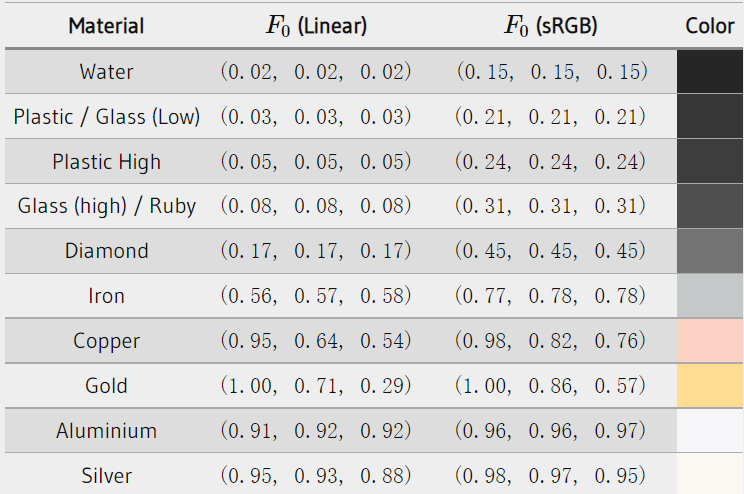 Material F₀ (Linear) F₀ (sRGB) Color
Water (0.02, 0.02, 0.02) (0.15, 0.15, 0.15)
Plastic / Glass (Low) (0.03, 0.03, 0.03) (0.21, 0.21, 0.21)
Plastic High (0.05, 0.05, 0.05) (0.24, 0.24, 0.24)
Glass (high) / Ruby (0.08, 0.08, 0.08) (0.31, 0.31, 0.31)
Diamond (0.17, 0.17, 0.17) (0.45, 0.45, 0.45)
Iron (0.56, 0.57, 0.58) (0.77, 0.78, 0.78)
Copper (0.95, 0.64, 0.54) (0.98, 0.82, 0.76)
Gold (1.00, 0.71, 0.29) (1.00, 0.86, 0.57)
Aluminium (0.91, 0.92, 0.92) (0.96, 0.96, 0.97)
Silver (0.95, 0.93, 0.88) (0.98, 0.97, 0.95)